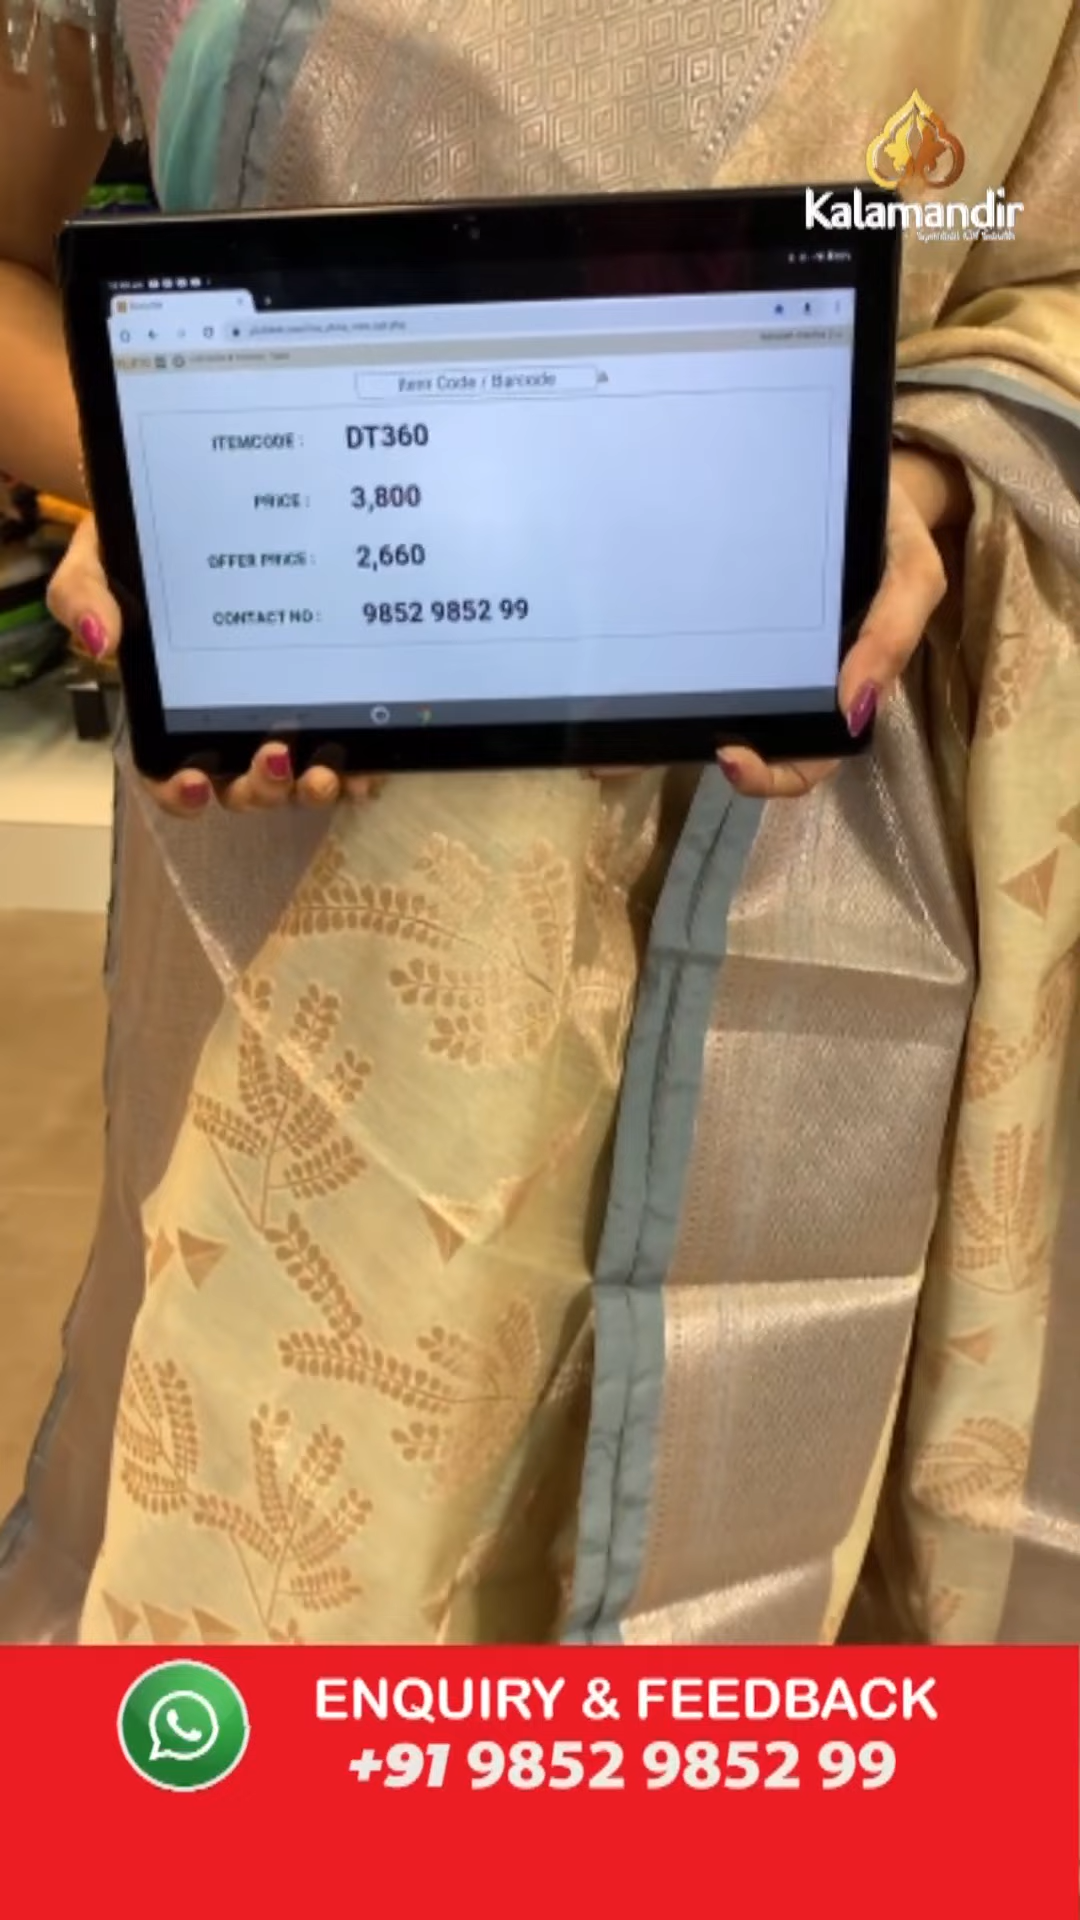 Kalamandir
Item Code / Barcode
ITEMCODE : DT360
PRICE : 3,800
OFFER PRICE : 2,660
CONTACT NO : 9852 9852 99
ENQUIRY & FEEDBACK
+91 9852 9852 99